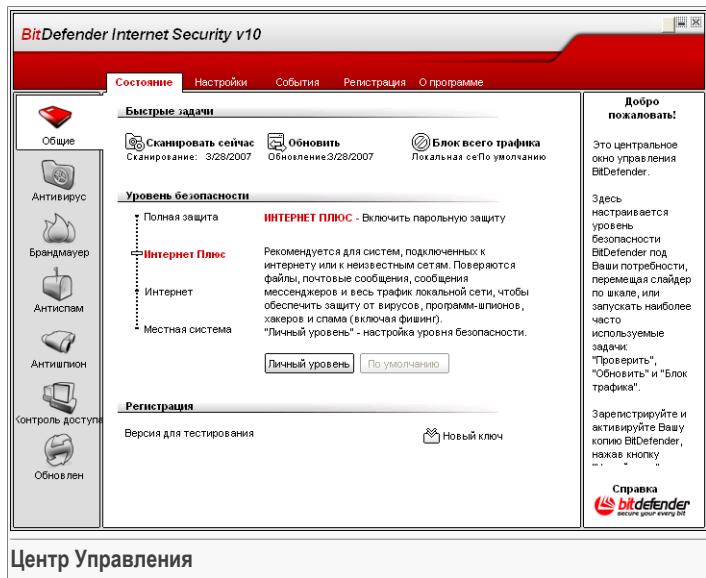 BitDefender Internet Security v10
Состояние Настройки События Регистрация О программе
Общие
Антивирус
Брандмауер
Антиспам
Антишпион
Контроль доступа
Обновлен
Быстрые задачи
Сканировать сейчас
Сканирование: 3/28/2007
Обновить
Обновление:3/28/2007
Блок всего трафика
Локальная сеПо умолчанию
Уровень безопасности
Полная защита
Интернет Плюс
Интернет
Местная система
ИНТЕРНЕТ ПЛЮС - Включить парольную защиту
Рекомендуется для систем, подключенных к
интернету или к неизвестным сетям. Поверяются
файлы, почтовые сообщения, сообщения
мессенджеров и весь трафик локальной сети, чтобы
обеспечить защиту от вирусов, программ-шпионов,
хакеров и спама (включая фишинг).
"Личный уровень" - настройка уровня безопасности.
Личный уровень По умолчанию
Регистрация
Версия для тестирования
Новый ключ
Добро
пожаловать!
Это центральное
окно управления
BitDefender.
Здесь
настраивается
уровень
безопасности
BitDefender под
Ваши потребности,
перемещая слайдер
по шкале, или
запускать наиболее
часто
используемые
задачи:
"Проверить",
"Обновить" и "Блок
трафика".
Зарегистрируйте и
активируйте Вашу
копию BitDefender,
нажав кнопку
Справка
bitdefender
secure your every bit
Центр Управления